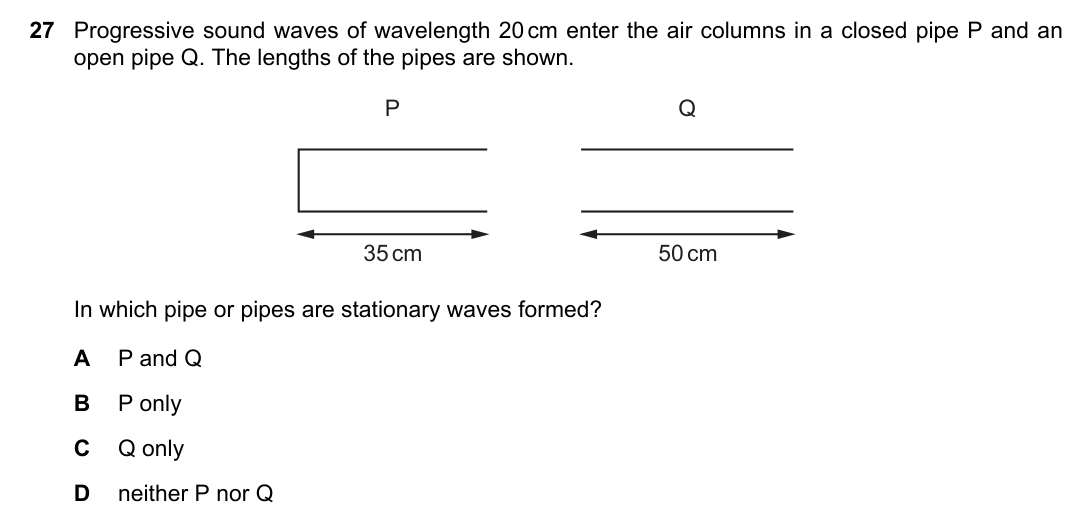 27 Progressive sound waves of wavelength 20 cm enter the air columns in a closed pipe P and an
open pipe Q. The lengths of the pipes are shown.
P Q
35 cm 50 cm
In which pipe or pipes are stationary waves formed?
A P and Q
B P only
C Q only
D neither P nor Q